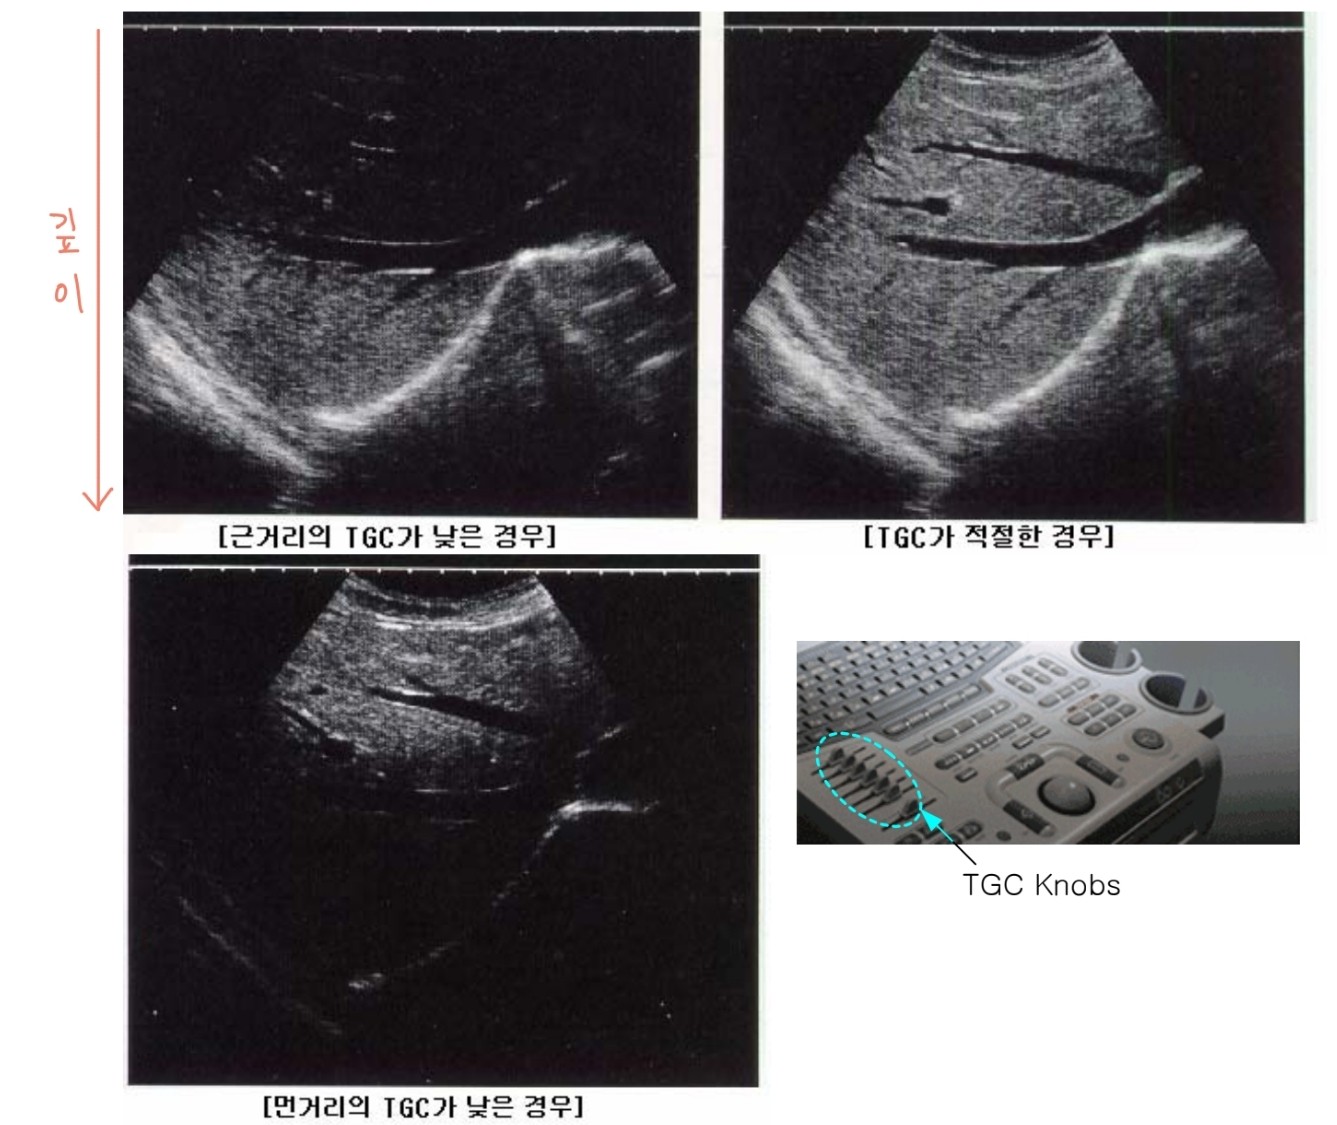 깊
이
[근거리의 TGC가 낮은 경우]
[TGC가 적절한 경우]
TGC Knobs
[먼거리의 TGC가 낮은 경우]